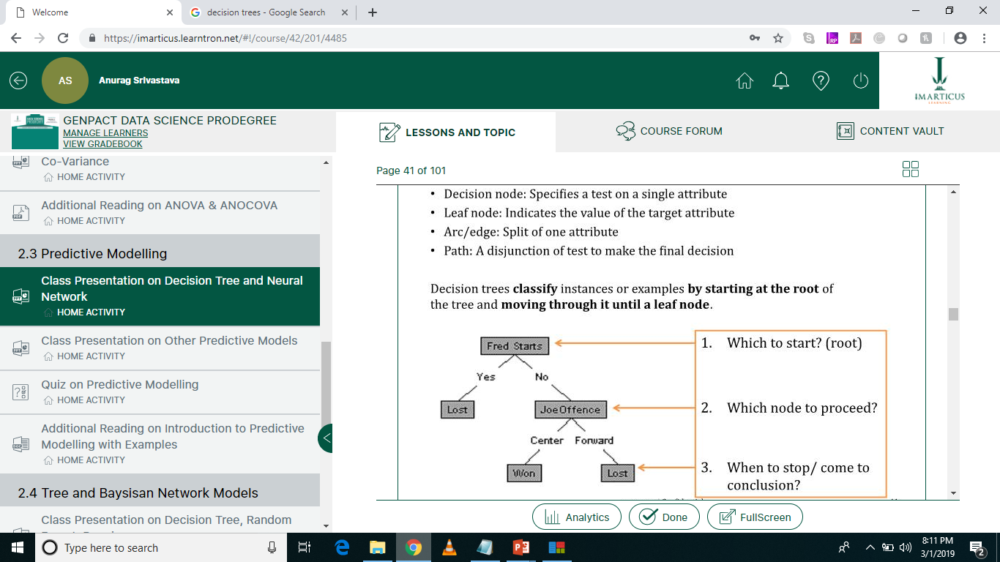 Welcome
decision trees - Google Search
https://imarticus.learntron.net/#!/course/42/201/4485
AS
Anurag Srivastava
IMARTICUS
LEARNING
GENPACT DATA SCIENCE PRODEGREE
MANAGE LEARNERS
VIEW GRADEBOOK
LESSONS AND TOPIC
COURSE FORUM
CONTENT VAULT
Co-Variance
HOME ACTIVITY
Additional Reading on ANOVA & ANOCOVA
HOME ACTIVITY
2.3 Predictive Modelling
Class Presentation on Decision Tree and Neural
Network
HOME ACTIVITY
Class Presentation on Other Predictive Models
HOME ACTIVITY
Quiz on Predictive Modelling
HOME ACTIVITY
Additional Reading on Introduction to Predictive
Modelling with Examples
HOME ACTIVITY
2.4 Tree and Baysisan Network Models
Class Presentation on Decision Tree, Random
Page 41 of 101
• Decision node: Specifies a test on a single attribute
• Leaf node: Indicates the value of the target attribute
• Arc/edge: Split of one attribute
• Path: A disjunction of test to make the final decision
Decision trees classify instances or examples by starting at the root of
the tree and moving through it until a leaf node.
Fred Starts
Yes No
Lost
Joe Offence
Center Forward
Won
Lost
1. Which to start? (root)
2. Which node to proceed?
3. When to stop/ come to
conclusion?
Analytics
Done
FullScreen
Type here to search
8:11 PM
3/1/2019
2